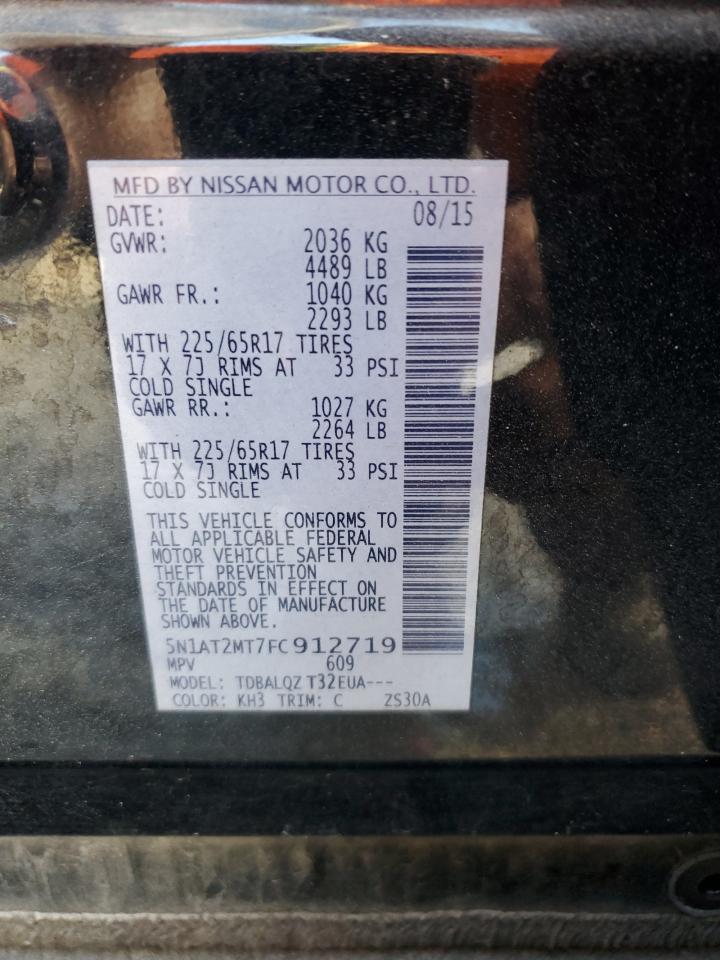 MFD BY NISSAN MOTOR CO., LTD.
DATE: 08/15
GVWR: 2036 KG
4489 LB
GAWR FR.: 1040 KG
2293 LB
WITH 225/65R17 TIRES
17 X 7J RIMS AT 33 PSI
COLD SINGLE
GAWR RR.: 1027 KG
2264 LB
WITH 225/65R17 TIRES
17 X 7J RIMS AT 33 PSI
COLD SINGLE
THIS VEHICLE CONFORMS TO
ALL APPLICABLE FEDERAL
MOTOR VEHICLE SAFETY AND
THEFT PREVENTION
STANDARDS IN EFFECT ON
THE DATE OF MANUFACTURE
SHOWN ABOVE.
5N1AT2MT7FC912719
MPV 609
MODEL: TDBALQZ T32EUA---
COLOR: KH3 TRIM: C ZS30A